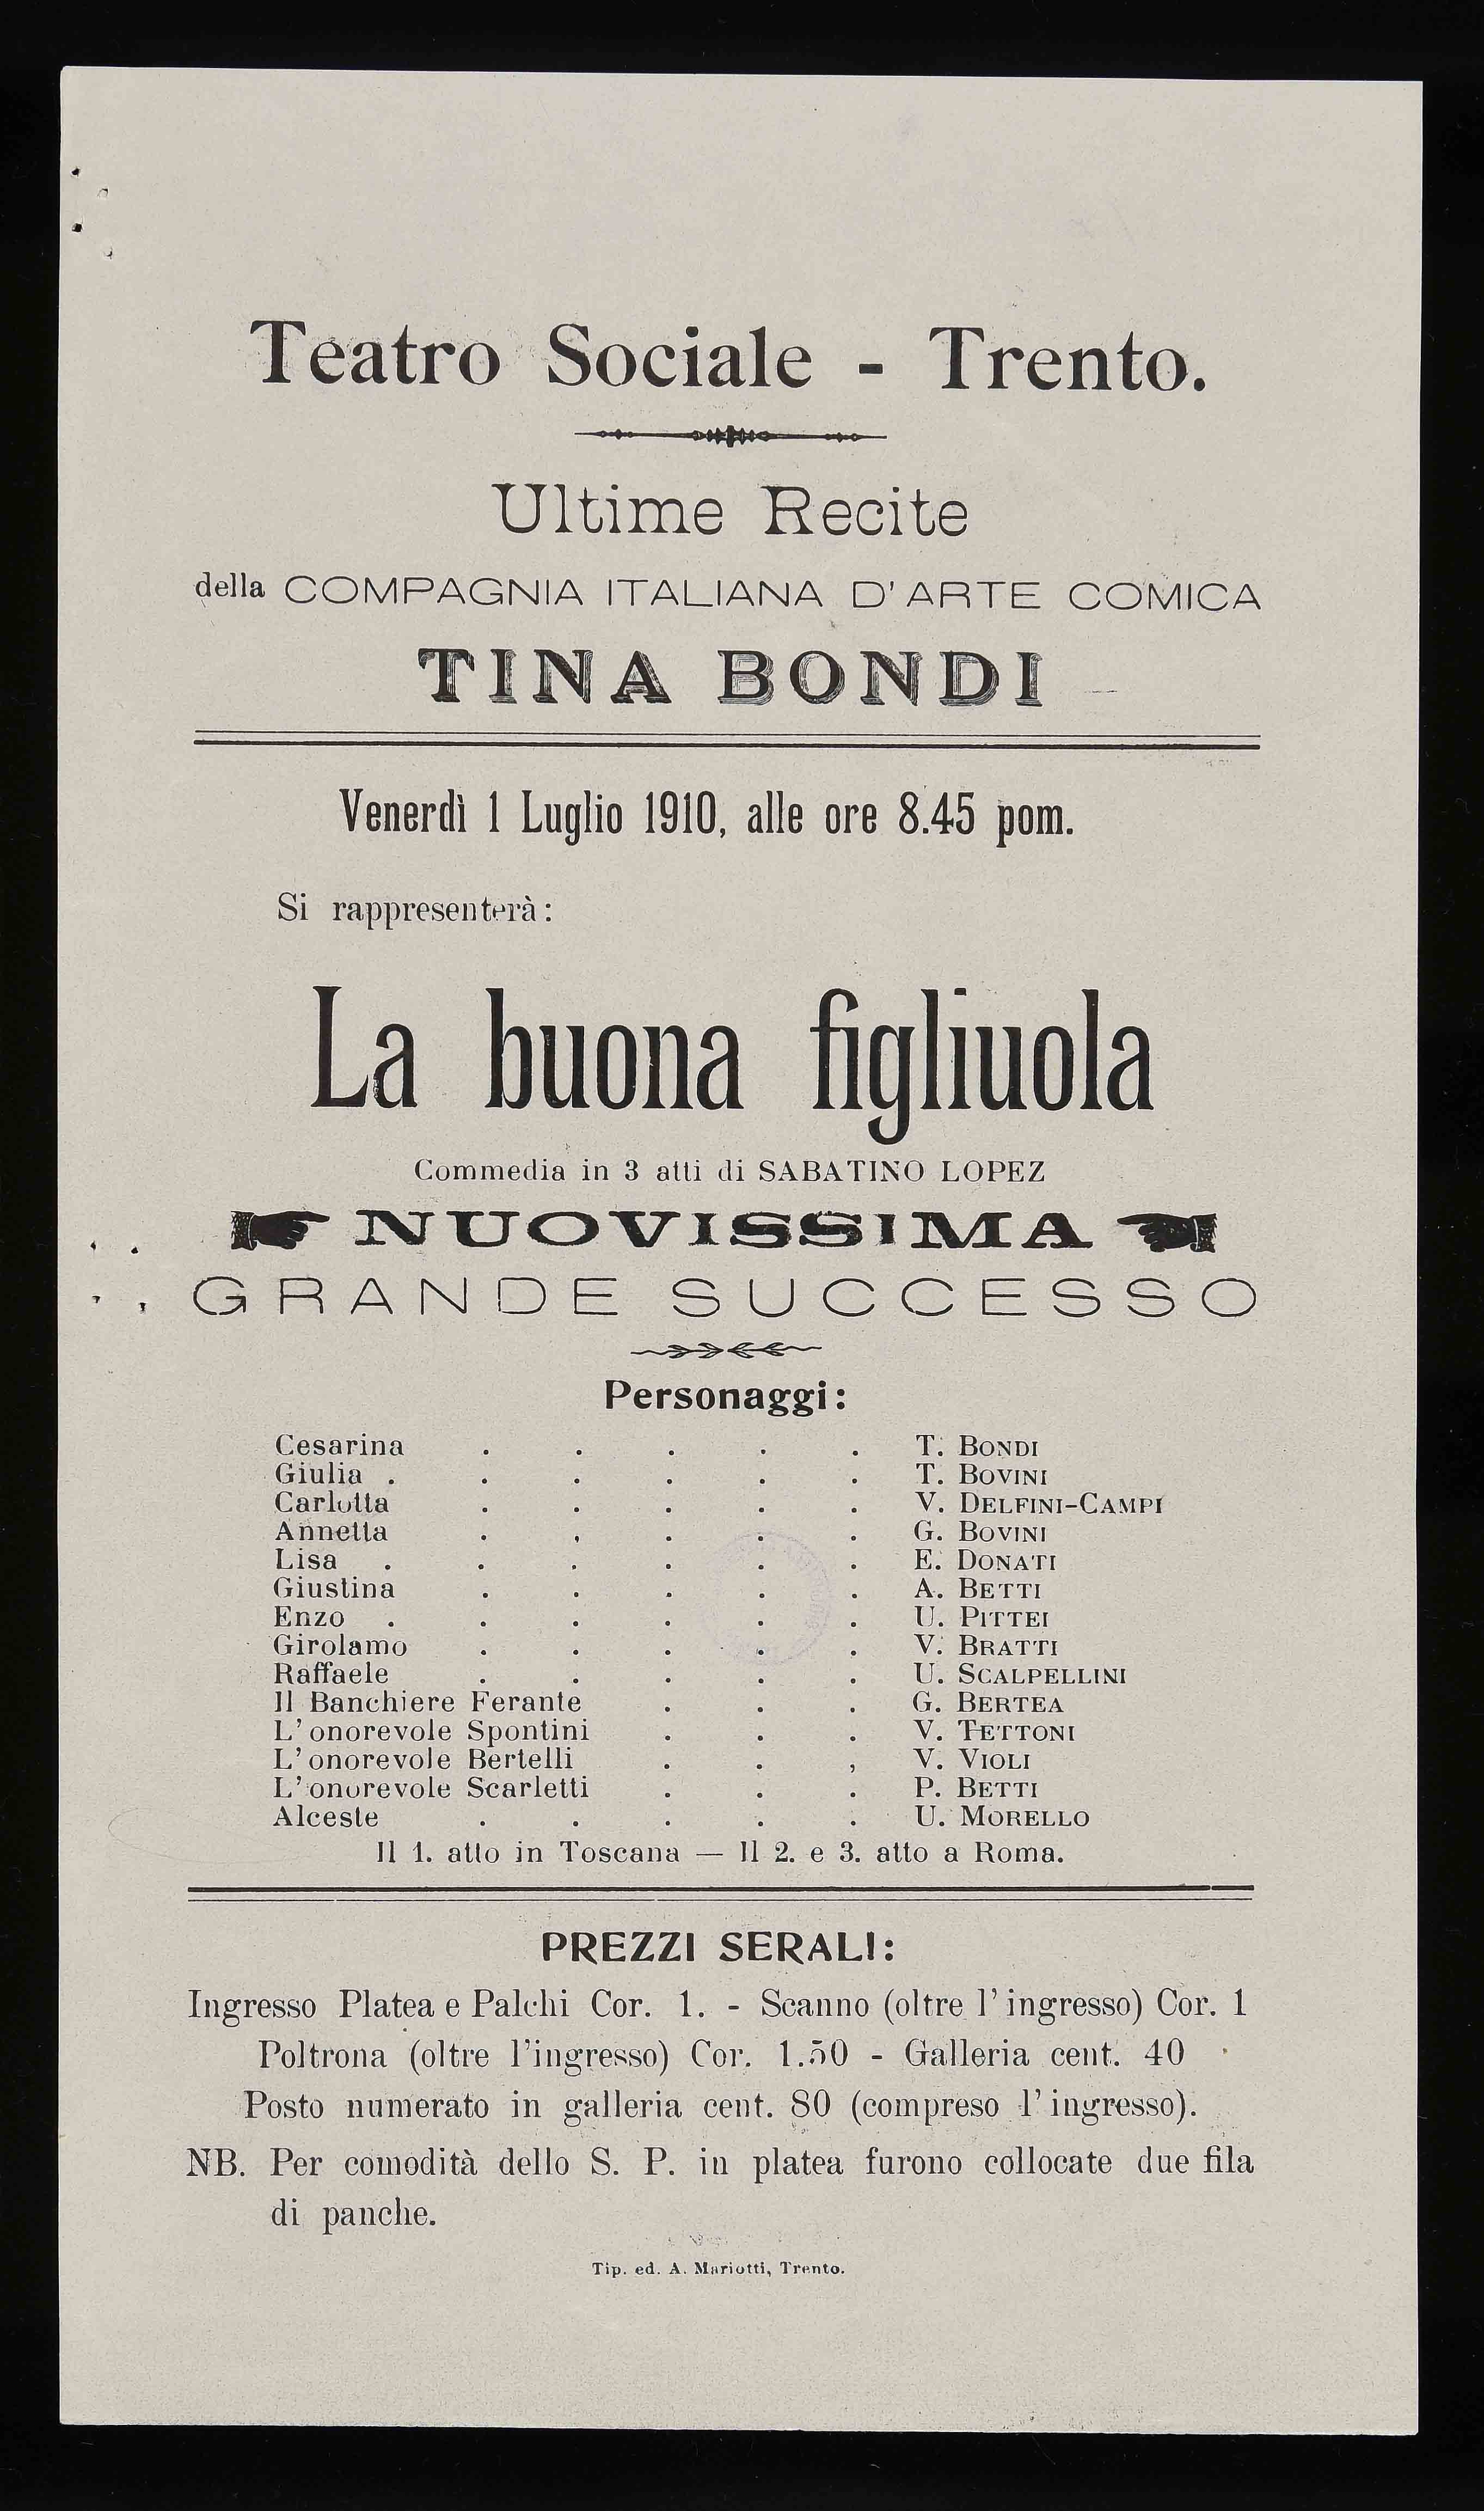 Teatro Sociale - Trento.
Ultime Recite
della COMPAGNIA ITALIANA D'ARTE COMICA
TINA BONDI
Venerdì 1 Luglio 1910, alle ore 8.45 pom.
Si rappresenterà:
La buona figliuola
Commedia in 3 atti di SABATINO LOPEZ
NUOVISSIMA
GRANDE SUCCESSO
Personaggi:
Cesarina . . . . . T. BONDI
Giulia . . . . . . T. BOVINI
Carlotta . . . . . V. DELFINI-CAMPI
Annetta . . . . . G. BOVINI
Lisa . . . . . . E. DONATI
Giustina . . . . . A. BETTI
Enzo . . . . . . U. PITTEI
Girolamo . . . . . V. BRATTI
Raffaele . . . . . U. SCALPELLINI
Il Banchiere Ferante . . . G. BERTEA
L'onorevole Spontini . . . V. TETTONI
L'onorevole Bertelli . . , V. VIOLI
L'onorevole Scarletti . . . P. BETTI
Alceste . . . . . U. MORELLO
Il 1. atto in Toscana — Il 2. e 3. atto a Roma.
PREZZI SERALI:
Ingresso Platea e Palchi Cor. 1. - Scanno (oltre l'ingresso) Cor. 1
Poltrona (oltre l'ingresso) Cor. 1.50 - Galleria cent. 40
Posto numerato in galleria cent. 80 (compreso l'ingresso).
NB. Per comodità dello S. P. in platea furono collocate due fila
di panche.
Tip. ed. A. Mariotti, Trento.